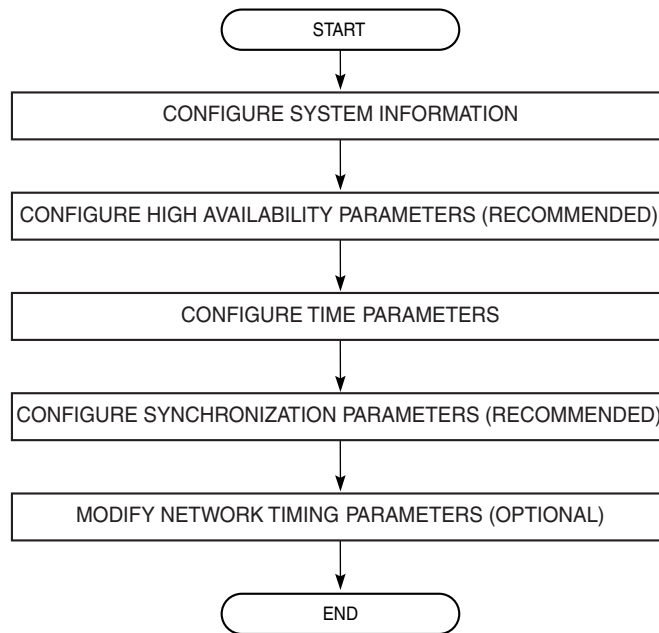 START
CONFIGURE SYSTEM INFORMATION
CONFIGURE HIGH AVAILABILITY PARAMETERS (RECOMMENDED)
CONFIGURE TIME PARAMETERS
CONFIGURE SYNCHRONIZATION PARAMETERS (RECOMMENDED)
MODIFY NETWORK TIMING PARAMETERS (OPTIONAL)
END